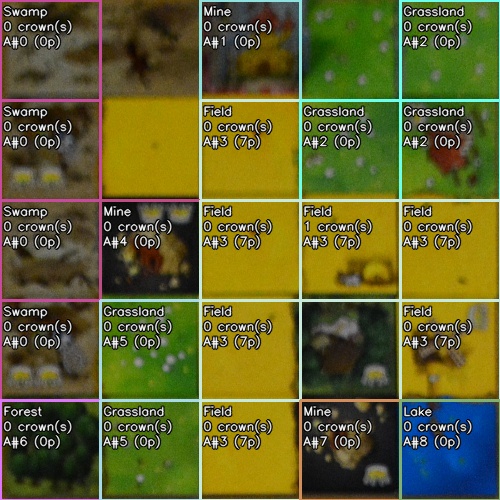 Swamp
0 crown(s)
A#0 (0p)
Mine
0 crown(s)
A#1 (0p)
Grassland
0 crown(s)
A#2 (0p)
Swamp
0 crown(s)
A#0 (0p)
Field
0 crown(s)
A#3 (7p)
Grassland
0 crown(s)
A#2 (0p)
Grassland
0 crown(s)
A#2 (0p)
Swamp
0 crown(s)
A#0 (0p)
Mine
0 crown(s)
A#4 (0p)
Field
0 crown(s)
A#3 (7p)
Field
1 crown(s)
A#3 (7p)
Field
0 crown(s)
A#3 (7p)
Swamp
0 crown(s)
A#0 (0p)
Grassland
0 crown(s)
A#5 (0p)
Field
0 crown(s)
A#3 (7p)
Field
0 crown(s)
A#3 (7p)
Forest
0 crown(s)
A#6 (0p)
Grassland
0 crown(s)
A#5 (0p)
Field
0 crown(s)
A#3 (7p)
Mine
0 crown(s)
A#7 (0p)
Lake
0 crown(s)
A#8 (0p)